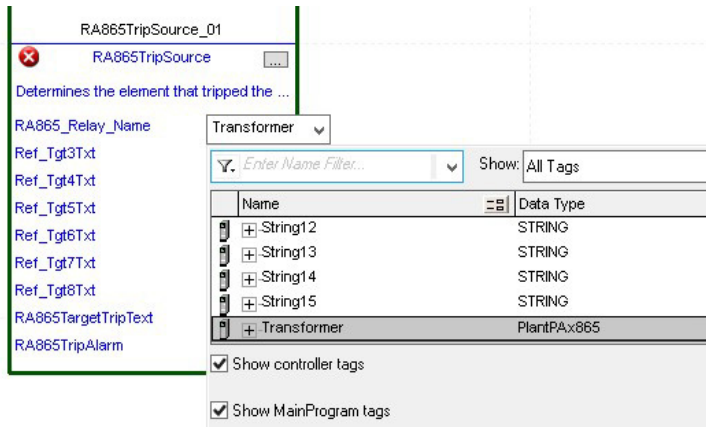 RA865TripSource_01
RA865TripSource ...
Determines the element that tripped the ...
RA865_Relay_Name
Transformer
Ref_Tgt3Txt
Enter Name Filter... Show: All Tags
Ref_Tgt4Txt
Ref_Tgt5Txt
Name Data Type
Ref_Tgt6Txt
String12 STRING
Ref_Tgt7Txt
String13 STRING
Ref_Tgt8Txt
String14 STRING
RA865TargetTripText
String15 STRING
Transformer PlantPAx865
RA865TripAlarm
Show controller tags
Show MainProgram tags